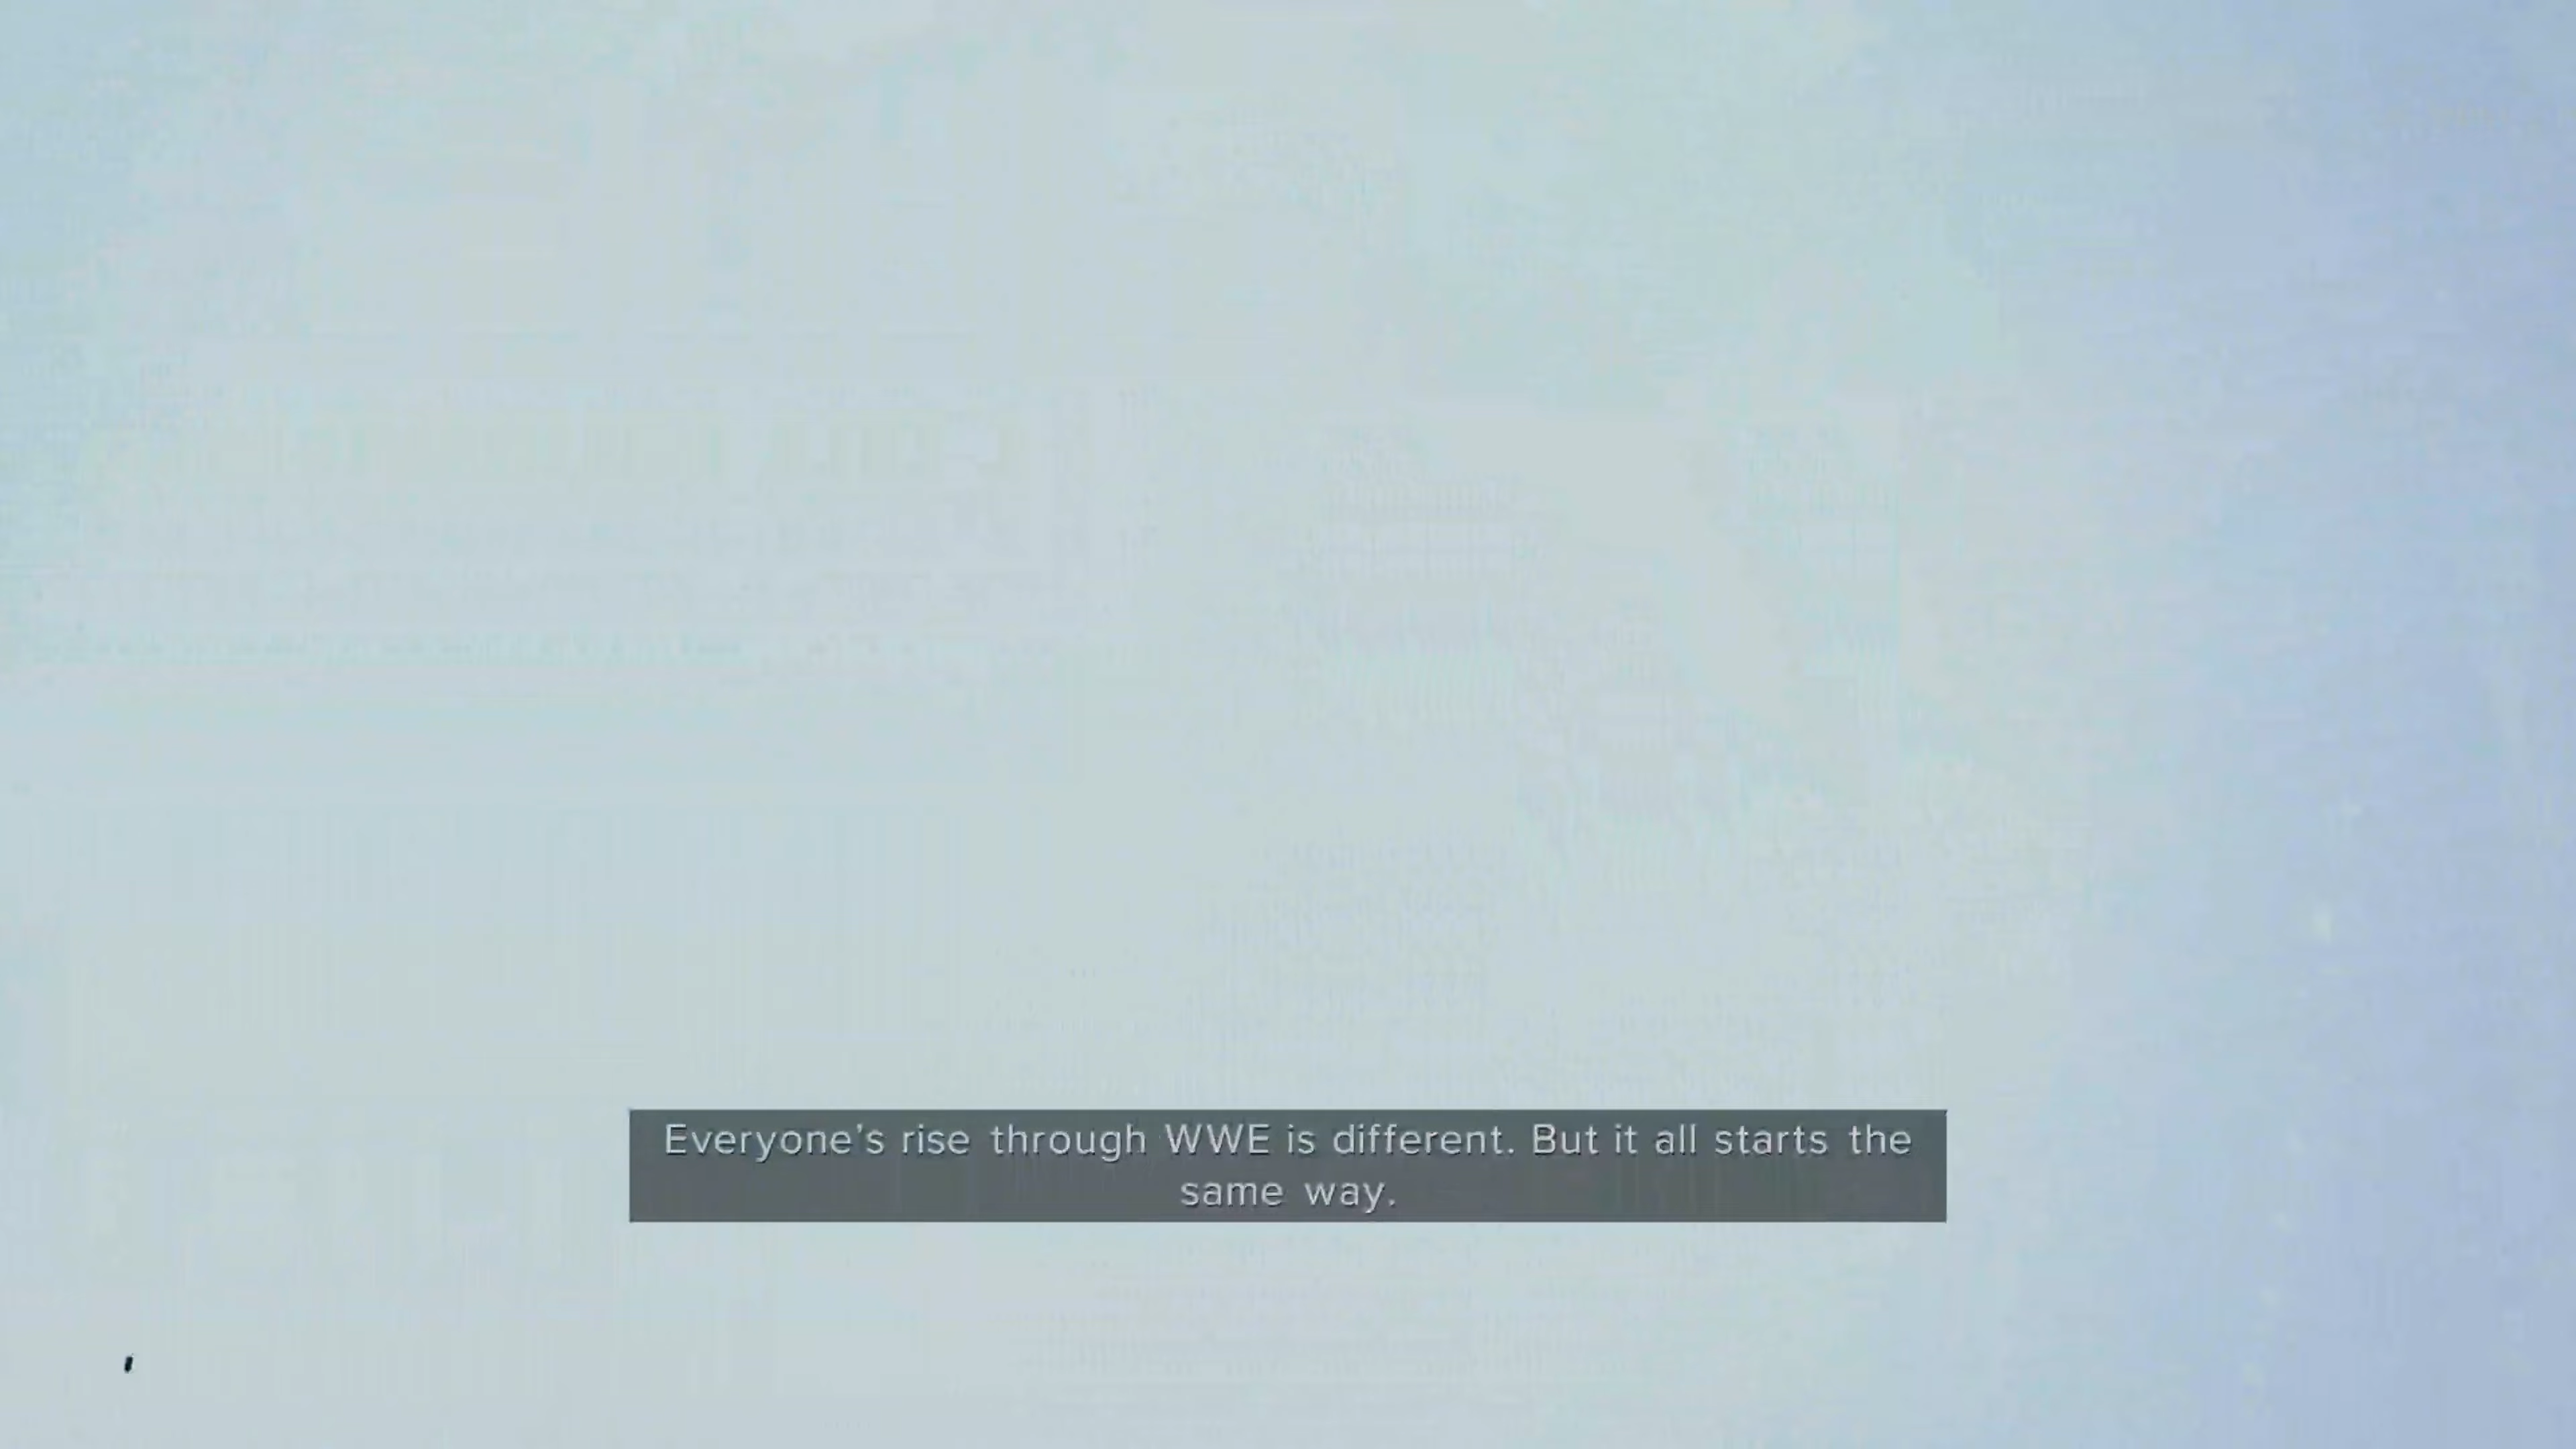 Everyone's rise through WWE is different. But it all starts the
same way.